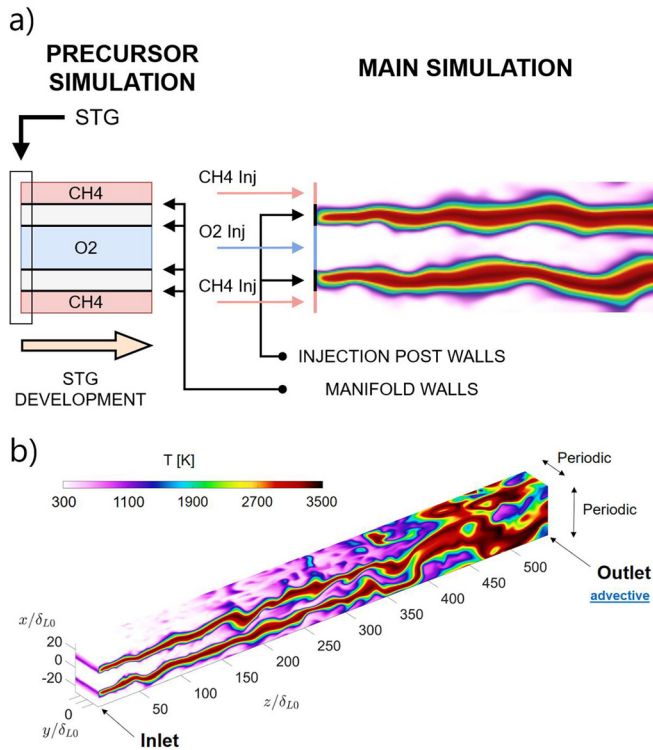 a)
PRECURSOR
SIMULATION
MAIN SIMULATION
STG
CH4
O2
CH4
CH4 Inj
O2 Inj
CH4 Inj
STG
DEVELOPMENT
INJECTION POST WALLS
MANIFOLD WALLS
b)
T [K]
300 1100 1900 2700 3500
Periodic
Periodic
Outlet
advective
x/δL0
20
0
-20
0
y/δL0
Inlet
50 100 150 200 250 300 350 400 450 500
z/δL0